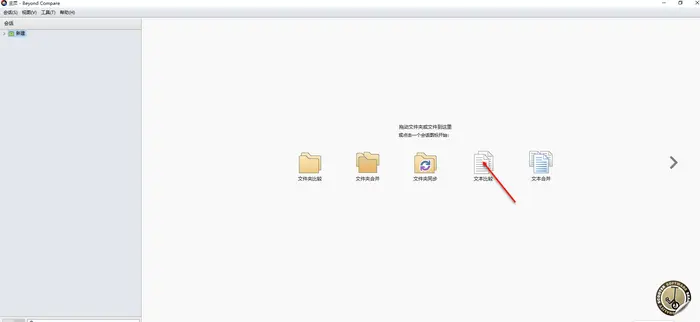 主页 - Beyond Compare
会话(S) 视图(V) 工具(T) 帮助(H)
会话
新建
拖动文件夹或文件到这里
或点击一个会话图标开始:
文件夹比较 文件夹合并 文件夹同步 文本比较 文本合并